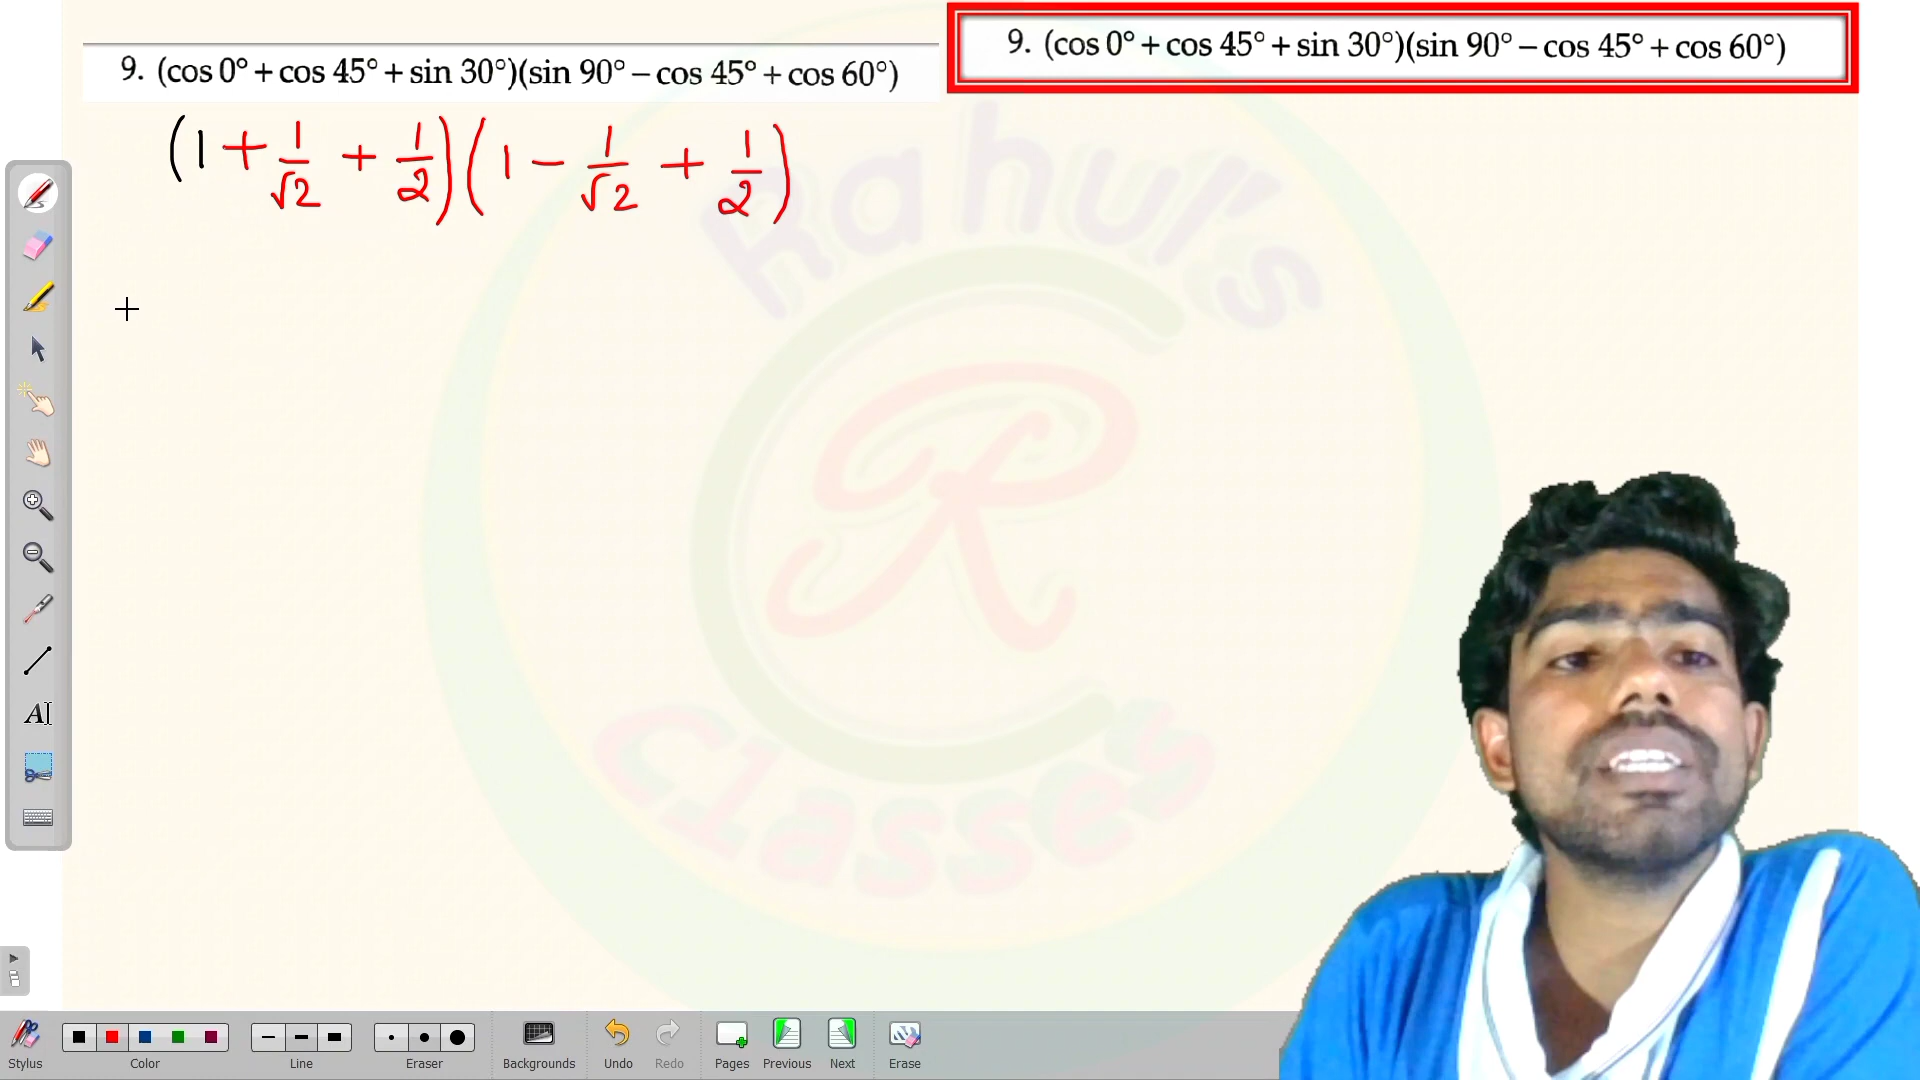 9. (cos 0° + cos 45° + sin 30°)(sin 90° – cos 45° + cos 60°)
9. (cos 0° + cos 45° + sin 30°)(sin 90° – cos 45° + cos 60°)
(1 + 1/√2 + 1/2)(1 - 1/√2 + 1/2)
Rahul's
R
Classes
A
Stylus Color Line Eraser Backgrounds Undo Redo Pages Previous Next Erase